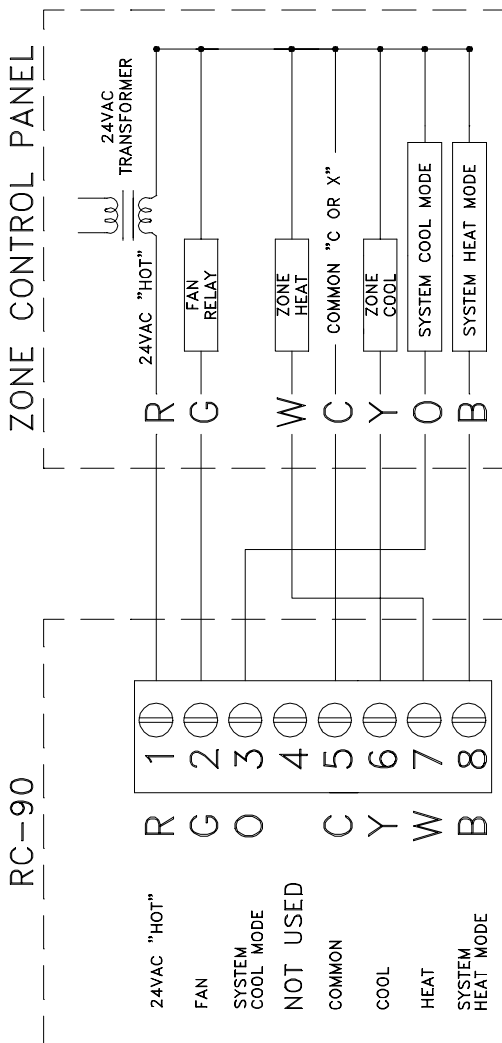 RC-90
ZONE CONTROL PANEL
24VAC
TRANSFORMER
24VAC "HOT"
R
1
R
24VAC "HOT"
FAN
G
2
G
FAN
RELAY
SYSTEM
COOL MODE
O
3
NOT USED
4
W
ZONE
HEAT
COMMON
C
5
C
COMMON "C OR X"
COOL
Y
6
Y
ZONE
COOL
HEAT
W
7
O
SYSTEM COOL MODE
SYSTEM
HEAT MODE
B
8
B
SYSTEM HEAT MODE